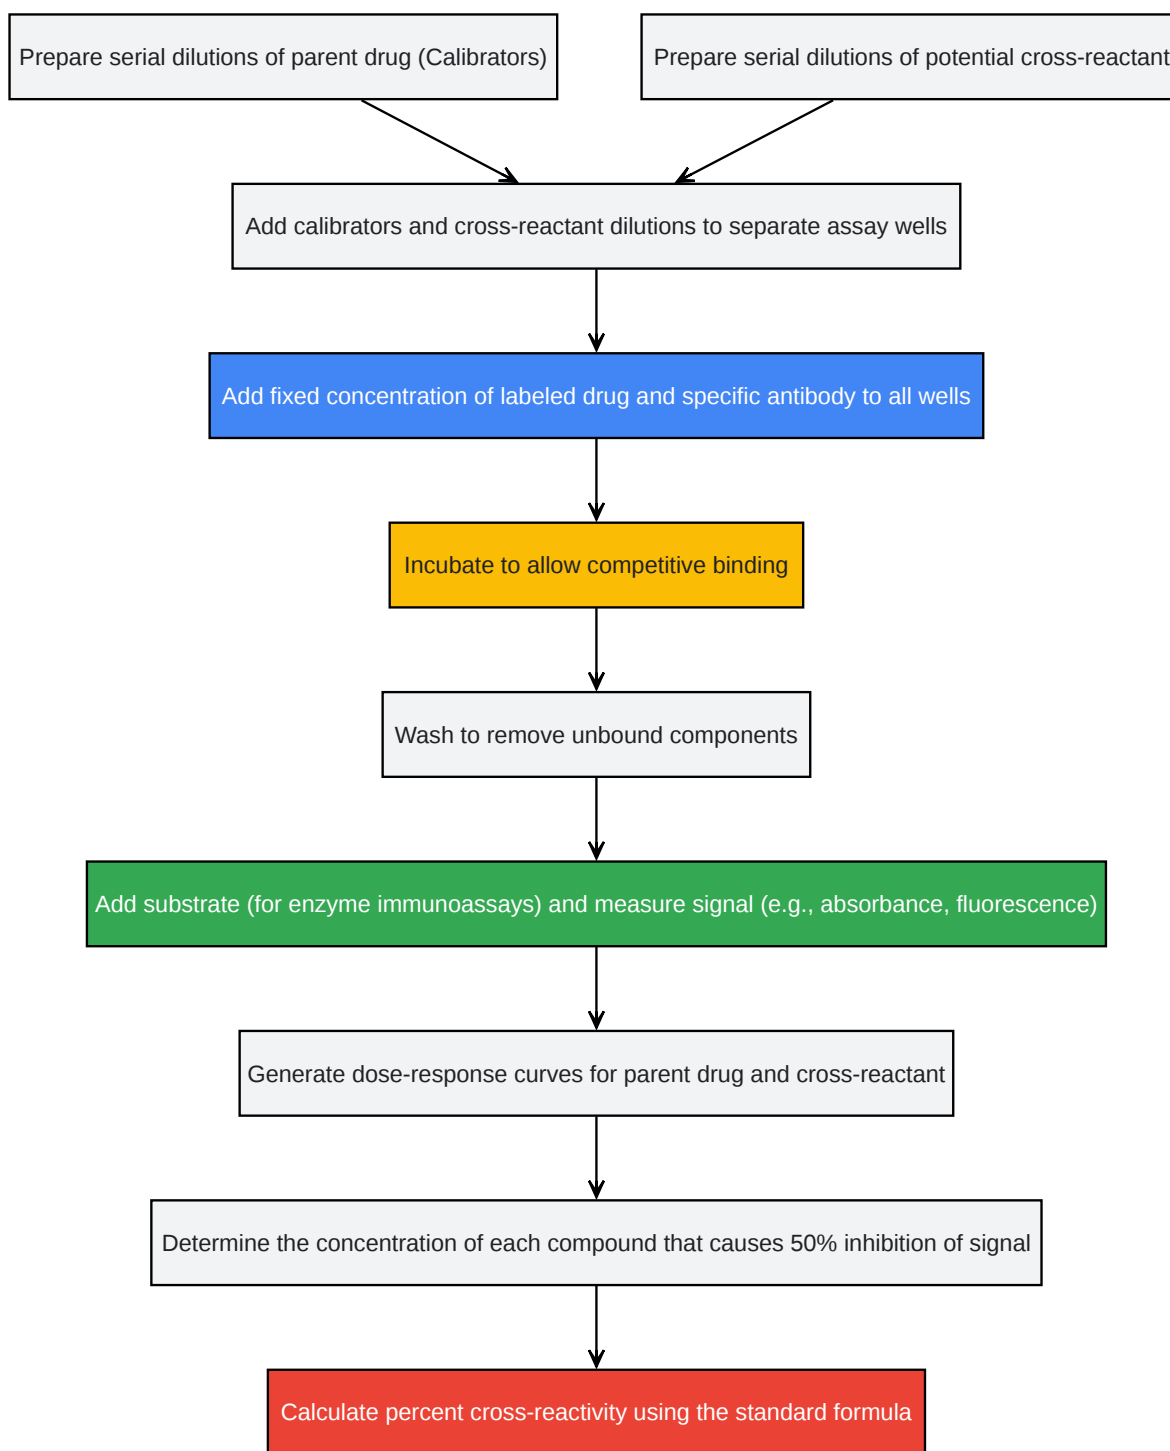 Prepare serial dilutions of parent drug (Calibrators)
Prepare serial dilutions of potential cross-reactant
Add calibrators and cross-reactant dilutions to separate assay wells
Add fixed concentration of labeled drug and specific antibody to all wells
Incubate to allow competitive binding
Wash to remove unbound components
Add substrate (for enzyme immunoassays) and measure signal (e.g., absorbance, fluorescence)
Generate dose-response curves for parent drug and cross-reactant
Determine the concentration of each compound that causes 50% inhibition of signal
Calculate percent cross-reactivity using the standard formula